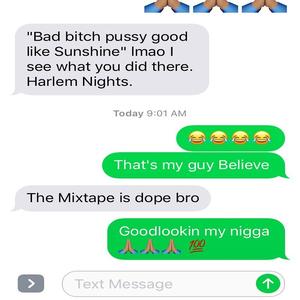 🙏🏽🙏🏽🙏🏽
"Bad bitch pussy good
like Sunshine" lmao I
see what you did there.
Harlem Nights.
Today 9:01 AM
😂😂😂😂
That's my guy Believe
The Mixtape is dope bro
Goodlookin my nigga
🙏🏽🙏🏽🙏🏽 💯
Text Message